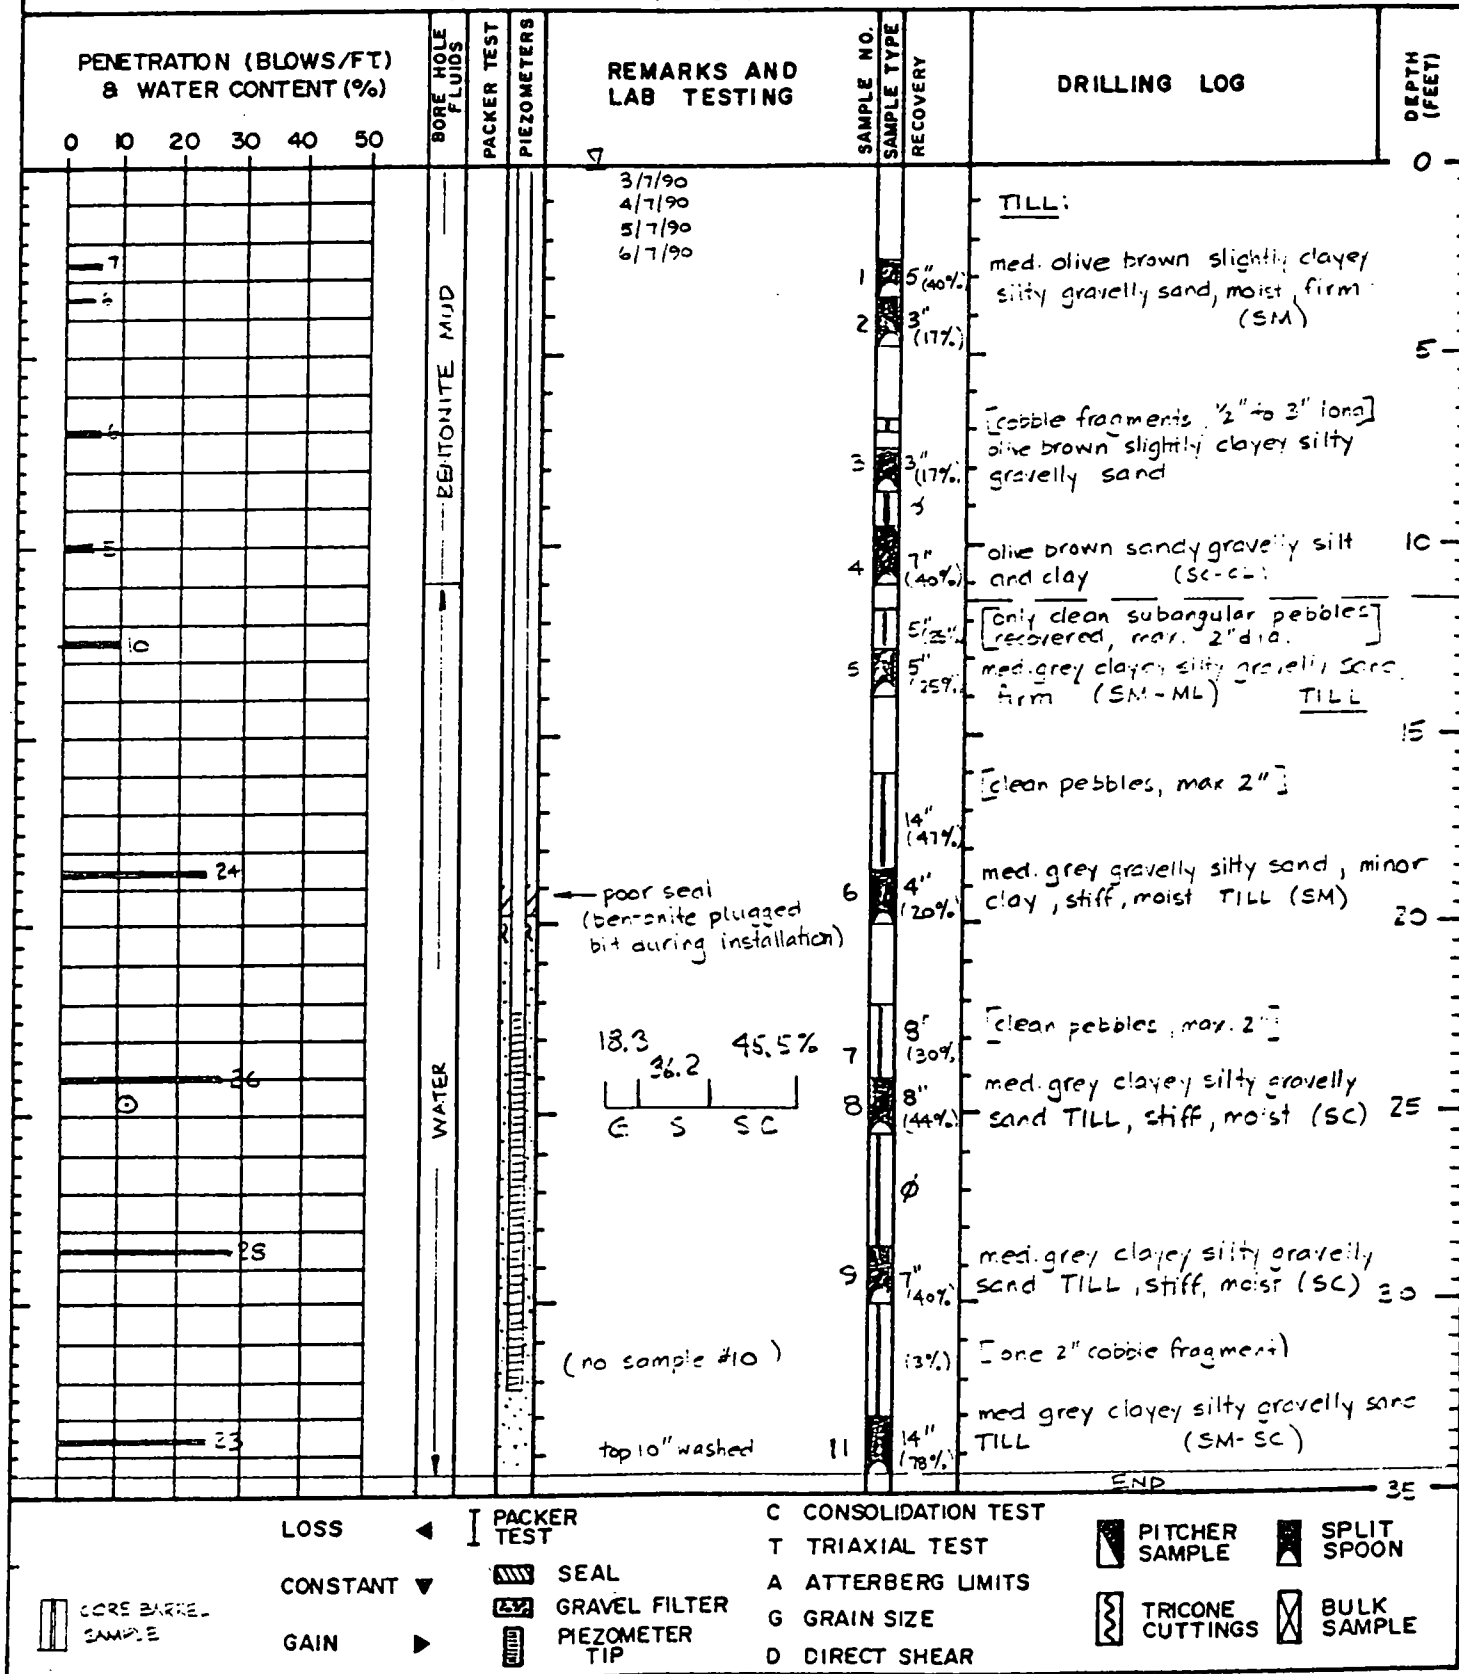 PENETRATION (BLOWS/FT)
& WATER CONTENT (%)
0 10 20 30 40 50
BORE HOLE
FLUIDS
PACKER TEST
PIEZOMETERS
REMARKS AND
LAB TESTING
SAMPLE NO.
SAMPLE TYPE
RECOVERY
DRILLING LOG
DEPTH
(FEET)
0
3/7/90
4/7/90
5/7/90
6/7/90
TILL:
7
1 5" (40%)
med. olive brown slightly clayey
silty gravelly sand, moist, firm
(SM)
6
2 3"
(17%)
5
BENTONITE MUD
[cobble fragments, ½" to 3" long]
6
olive brown slightly clayey silty
gravelly sand
3 3"
(17%)
10
4 7"
(40%)
olive brown sandy gravelly silt
and clay (SC-CL)
[only clean subangular pebbles
recovered, max. 2" dia.]
10
5"
5 5"
(25%)
med. grey clayey silty gravelly sand
firm (SM-ML) TILL
15
[clean pebbles, max 2"]
14"
(47%)
24
poor seal
(bentonite plugged
bit during installation)
6 4"
(20%)
med. grey gravelly silty sand, minor
clay, stiff, moist TILL (SM)
20
WATER
18.3 36.2 45.5%
G S SC
7 8"
(30%)
[clean pebbles, max. 2"]
26
8 8"
(44%)
med. grey clayey silty gravelly
sand TILL, stiff, moist (SC)
25
Ø
28
9 7"
(40%)
med. grey clayey silty gravelly
sand TILL, stiff, moist (SC)
30
(no sample #10)
(3%)
[one 2" cobble fragment)
23
top 10" washed
11 14"
(78%)
med grey clayey silty gravelly sand
TILL (SM-SC)
END
35
LOSS
CONSTANT
GAIN
CORE BARREL
SAMPLE
PACKER
TEST
SEAL
GRAVEL FILTER
PIEZOMETER
TIP
C CONSOLIDATION TEST
T TRIAXIAL TEST
A ATTERBERG LIMITS
G GRAIN SIZE
D DIRECT SHEAR
PITCHER
SAMPLE
SPLIT
SPOON
TRICONE
CUTTINGS
BULK
SAMPLE